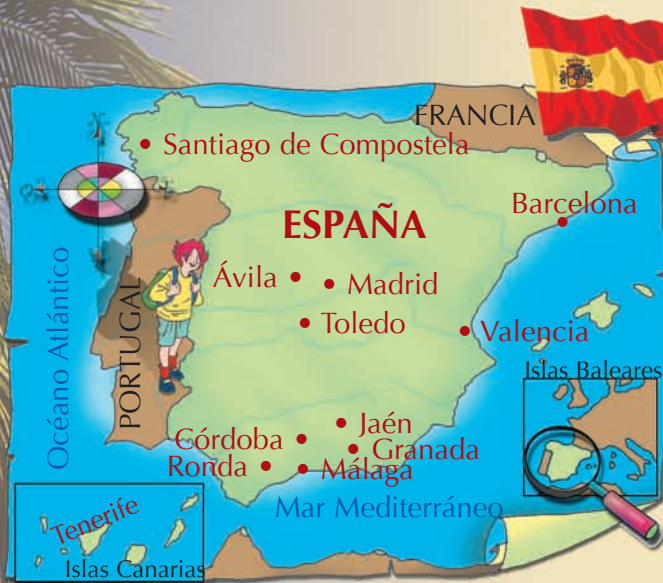 FRANCIA
Santiago de Compostela
Barcelona
ESPAÑA
Ávila
Madrid
Toledo
Valencia
Océano Atlántico
PORTUGAL
Islas Baleares
Jaén
Córdoba
Granada
Ronda
Málaga
Mar Mediterráneo
Tenerife
Islas Canarias